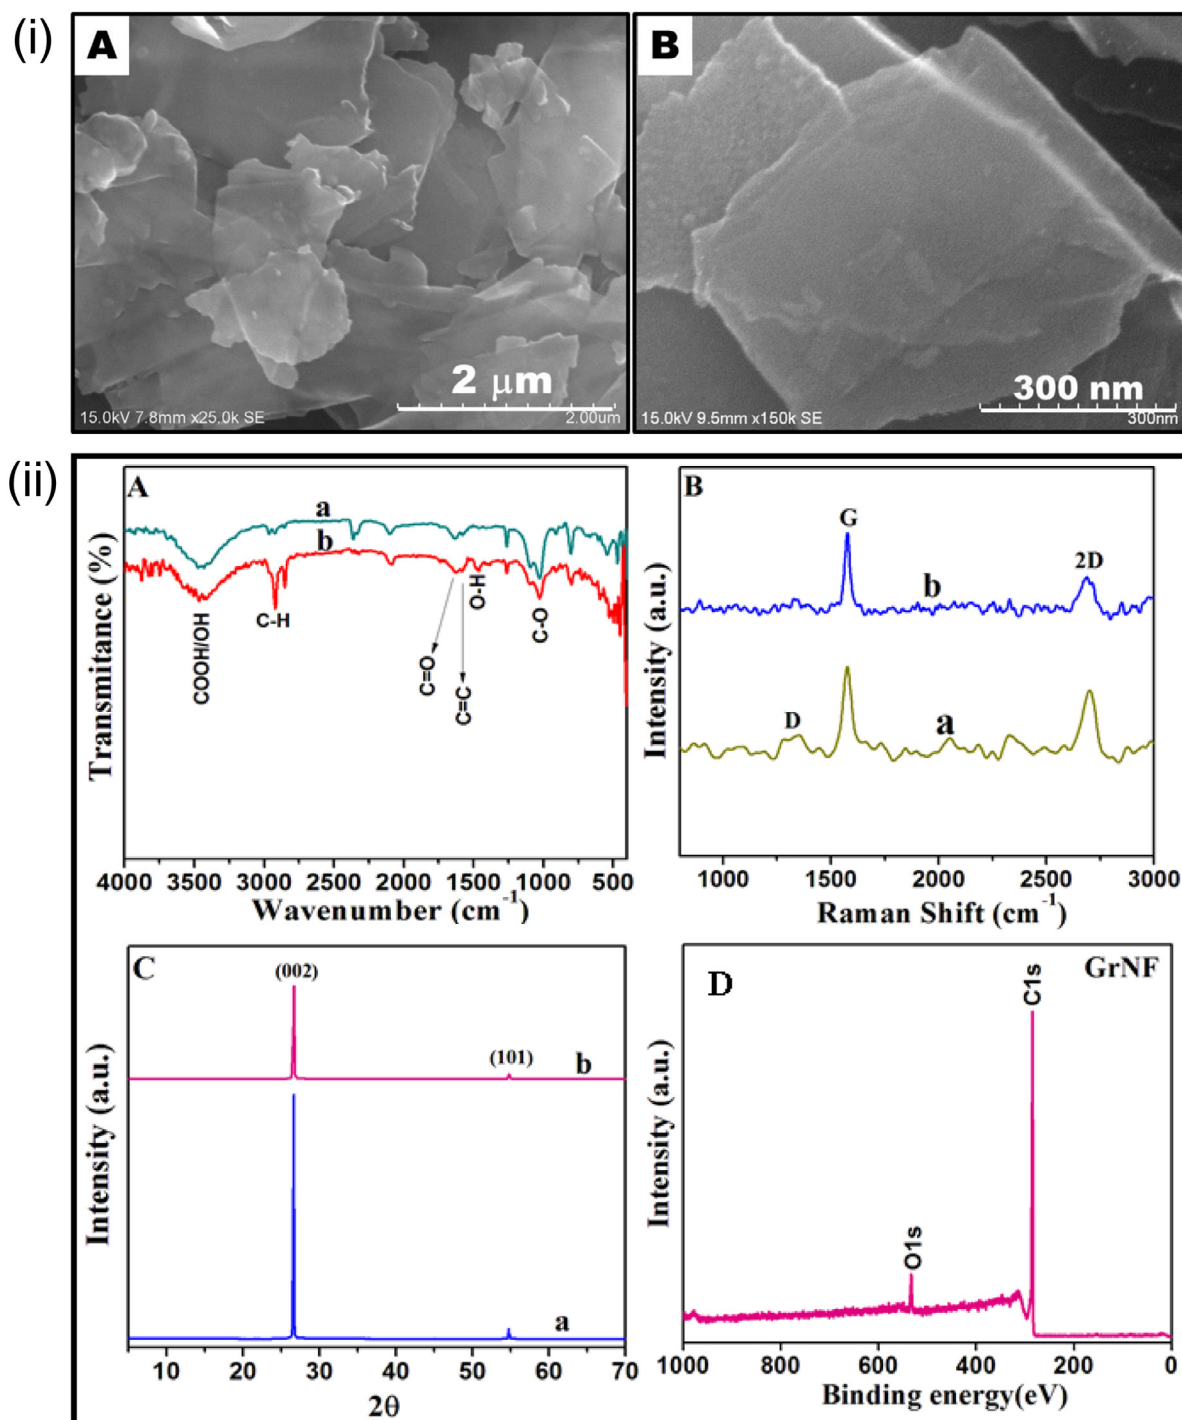 (i)
A
2 μm
15.0kV 7.8mm x25.0k SE
2.00um
B
300 nm
15.0kV 9.5mm x150k SE
300nm
(ii)
A
a
b
C-H
COOH/OH
C=O
C=C
O-H
C-O
Transmitance (%)
4000 3500 3000 2500 2000 1500 1000 500
Wavenumber (cm-1)
B
G
2D
b
D
a
Intensity (a.u.)
1000 1500 2000 2500 3000
Raman Shift (cm-1)
C
(002)
(101)
b
a
Intensity (a.u.)
10 20 30 40 50 60 70
2θ
D
GrNF
C1s
O1s
Intensity (a.u.)
1000 800 600 400 200 0
Binding energy(eV)